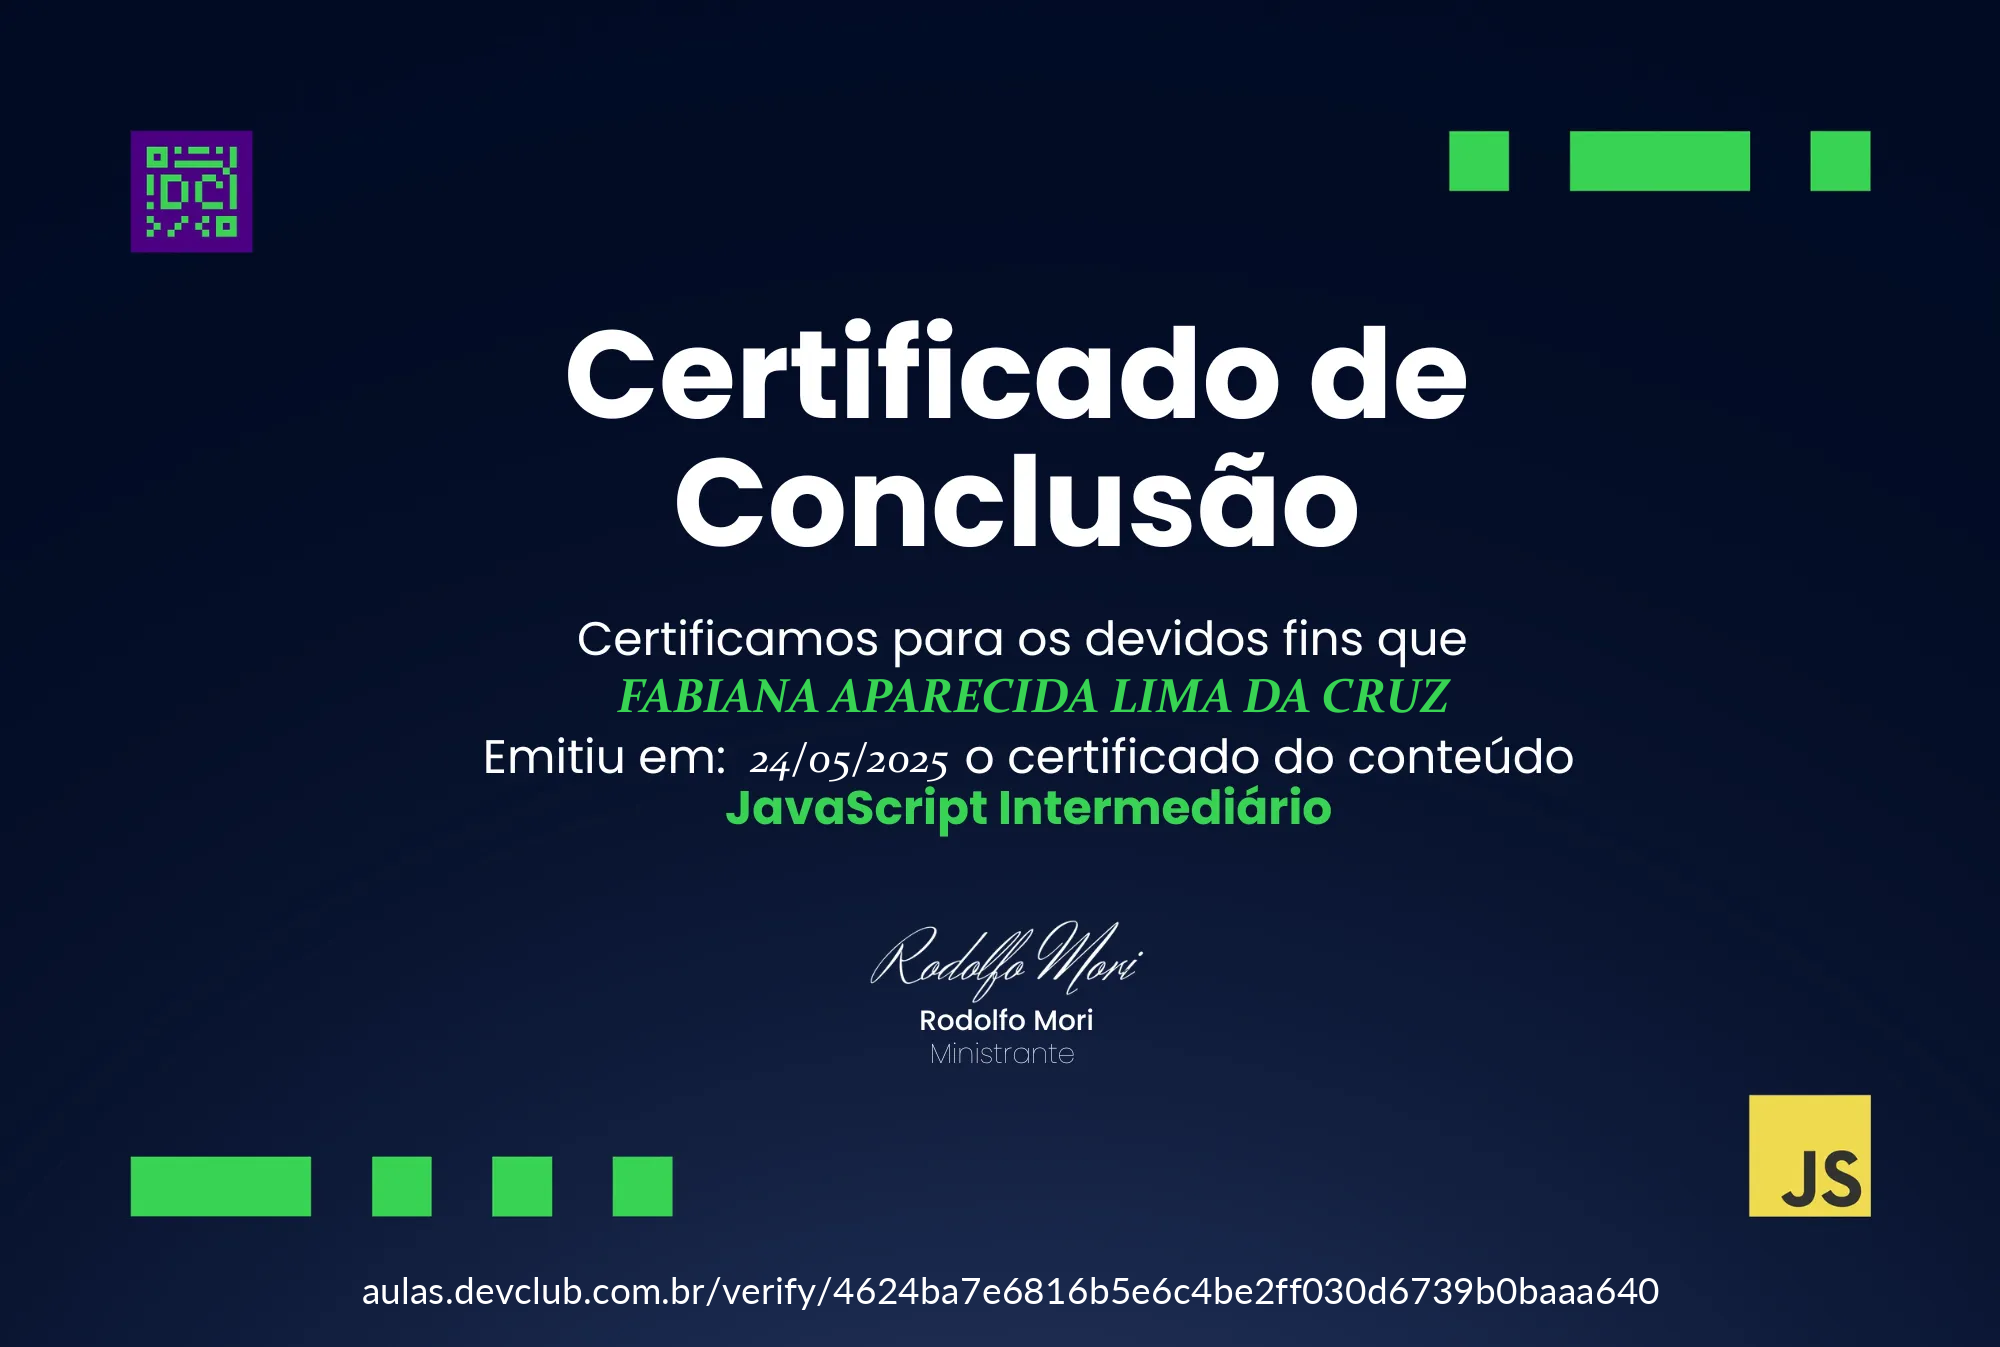 DC
Certificado de
Conclusão
Certificamos para os devidos fins que
FABIANA APARECIDA LIMA DA CRUZ
Emitiu em: 24/05/2025 o certificado do conteúdo
JavaScript Intermediário
Rodolfo Mori
Rodolfo Mori
Ministrante
JS
aulas.devclub.com.br/verify/4624ba7e6816b5e6c4be2ff030d6739b0baaa640